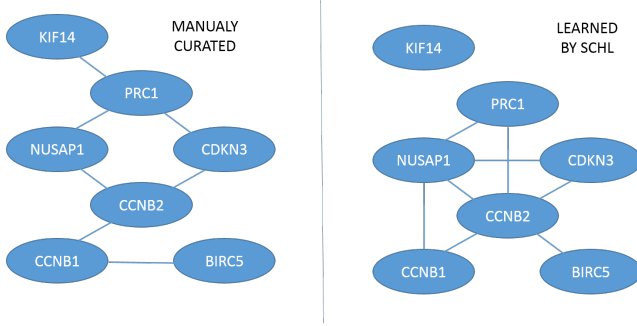 MANUALY
CURATED
KIF14
PRC1
NUSAP1
CDKN3
CCNB2
CCNB1
BIRC5
LEARNED
BY SCHL
KIF14
PRC1
NUSAP1
CDKN3
CCNB2
CCNB1
BIRC5